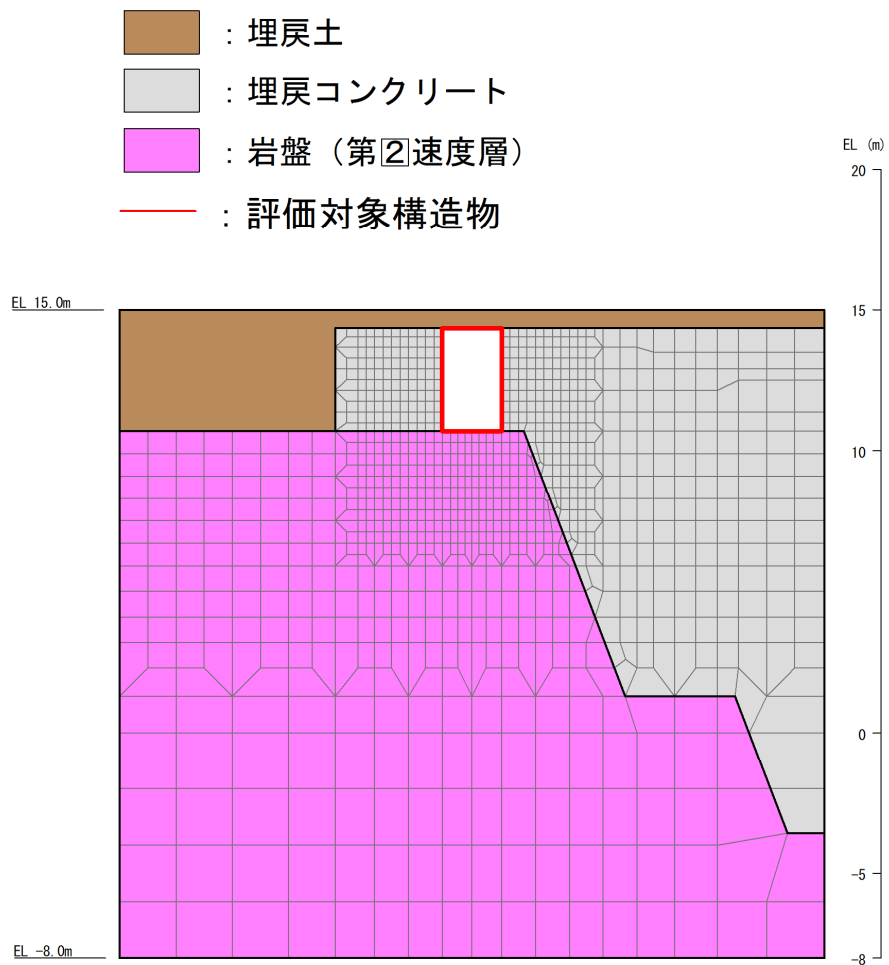 ：埋戻土
：埋戻コンクリート
：岩盤（第②速度層）
：評価対象構造物
EL (m)
20
EL 15.0m
15
10
0
-5
EL -8.0m
-8